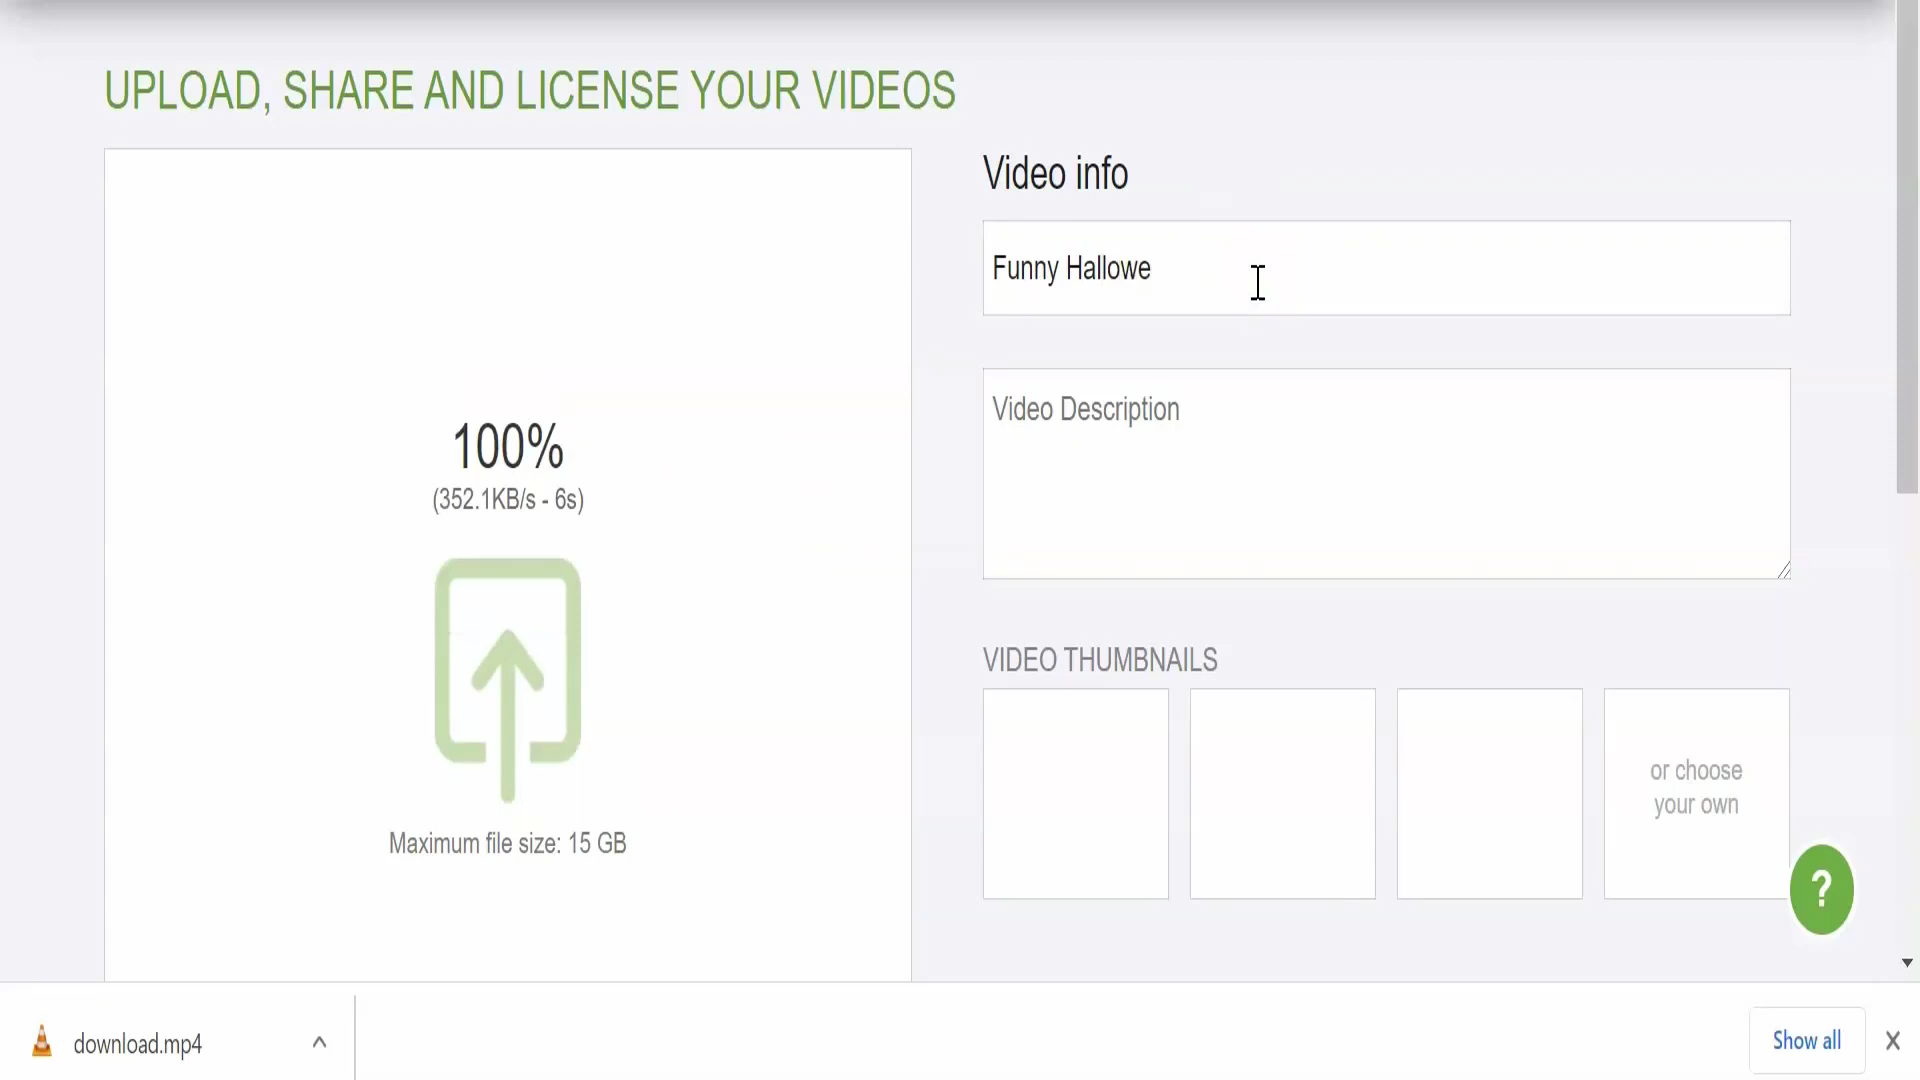 UPLOAD, SHARE AND LICENSE YOUR VIDEOS
Video info
Funny Hallowe
Video Description
100%
(352.1KB/s - 6s)
Maximum file size: 15 GB
VIDEO THUMBNAILS
or choose
your own
?
download.mp4
Show all